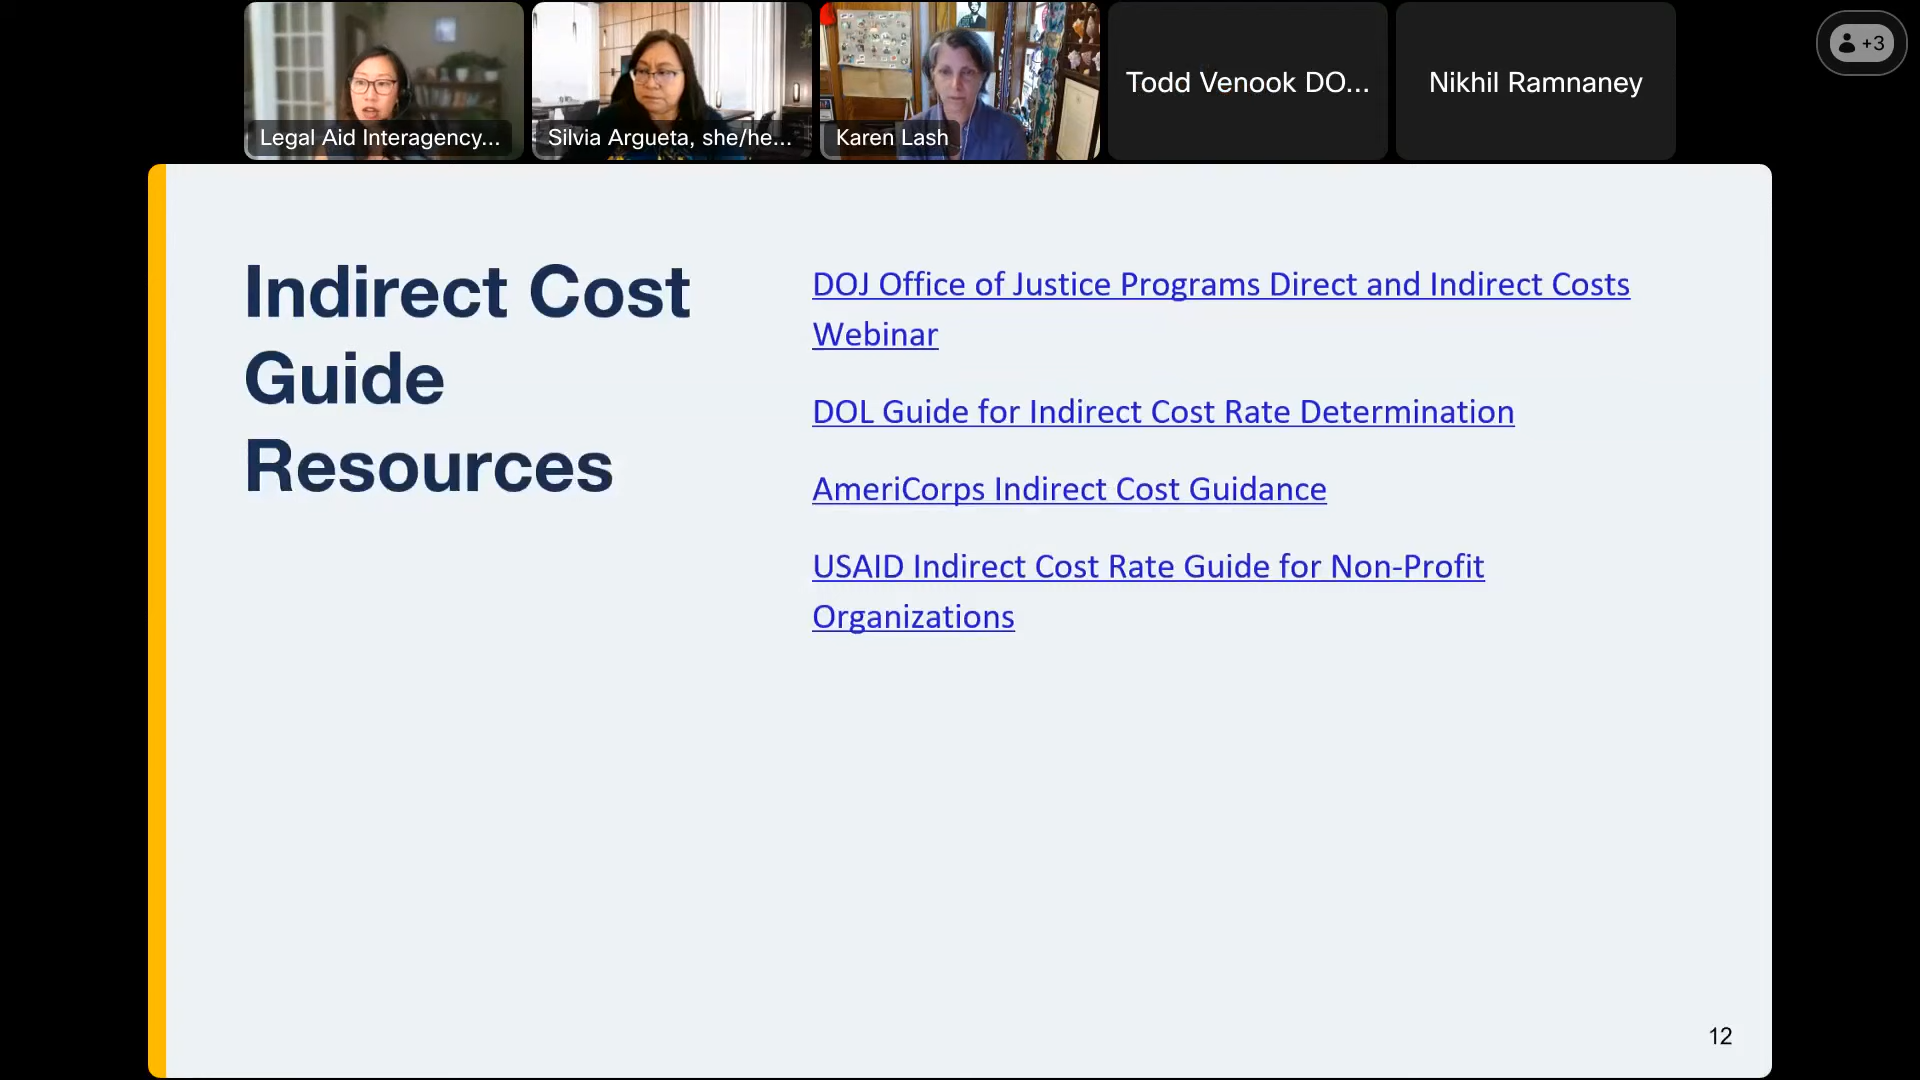 Legal Aid Interagency...
Silvia Argueta, she/he...
Karen Lash
Todd Venook DO...
Nikhil Ramnaney
+3
Indirect Cost
Guide
Resources
DOJ Office of Justice Programs Direct and Indirect Costs
Webinar
DOL Guide for Indirect Cost Rate Determination
AmeriCorps Indirect Cost Guidance
USAID Indirect Cost Rate Guide for Non-Profit
Organizations
12